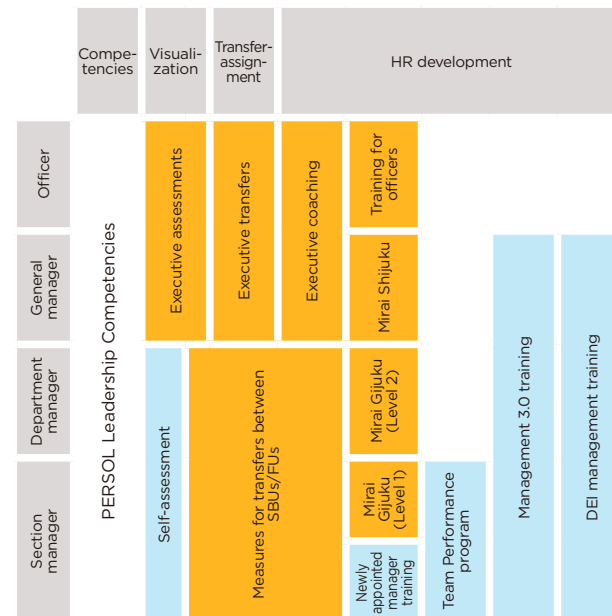 Compe-
tencies
Visuali-
zation
Transfer-
assign-
ment
HR development
Officer
General
manager
Department
manager
Section
manager
PERSOL Leadership Competencies
Executive assessments
Executive transfers
Executive coaching
Training for
officers
Mirai Shijuku
Self-assessment
Measures for transfers between
SBUs/FUs
Mirai Gijuku
(Level 2)
Mirai
Gijuku
(Level 1)
Newly
appointed
manager
training
Team Performance
program
Management 3.0 training
DEI management training